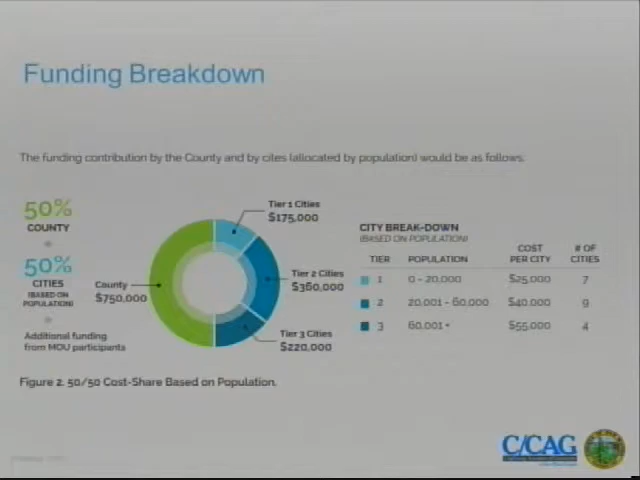 Funding Breakdown
The funding contribution by the County and by cites (allocated by population) would be as follows:
50%
COUNTY
50%
CITIES
(BASED ON
POPULATION)
Additional funding
from MOU participants
County
$750,000
Tier 1 Cities
$175,000
Tier 2 Cities
$360,000
Tier 3 Cities
$220,000
CITY BREAK-DOWN
(BASED ON POPULATION)
TIER POPULATION COST PER CITY # OF CITIES
1 0 - 20,000 $25,000 7
2 20,001 - 60,000 $40,000 9
3 60,001+ $55,000 4
Figure 2. 50/50 Cost-Share Based on Population.
C/CAG